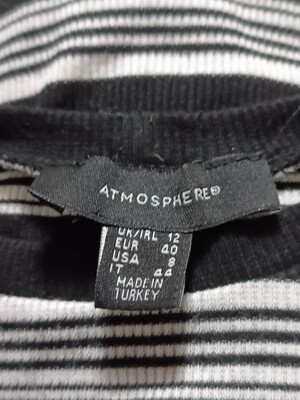 ATMOSPHERE®
UK/IRL 12
EUR 40
USA 8
IT 44
MADE IN
TURKEY